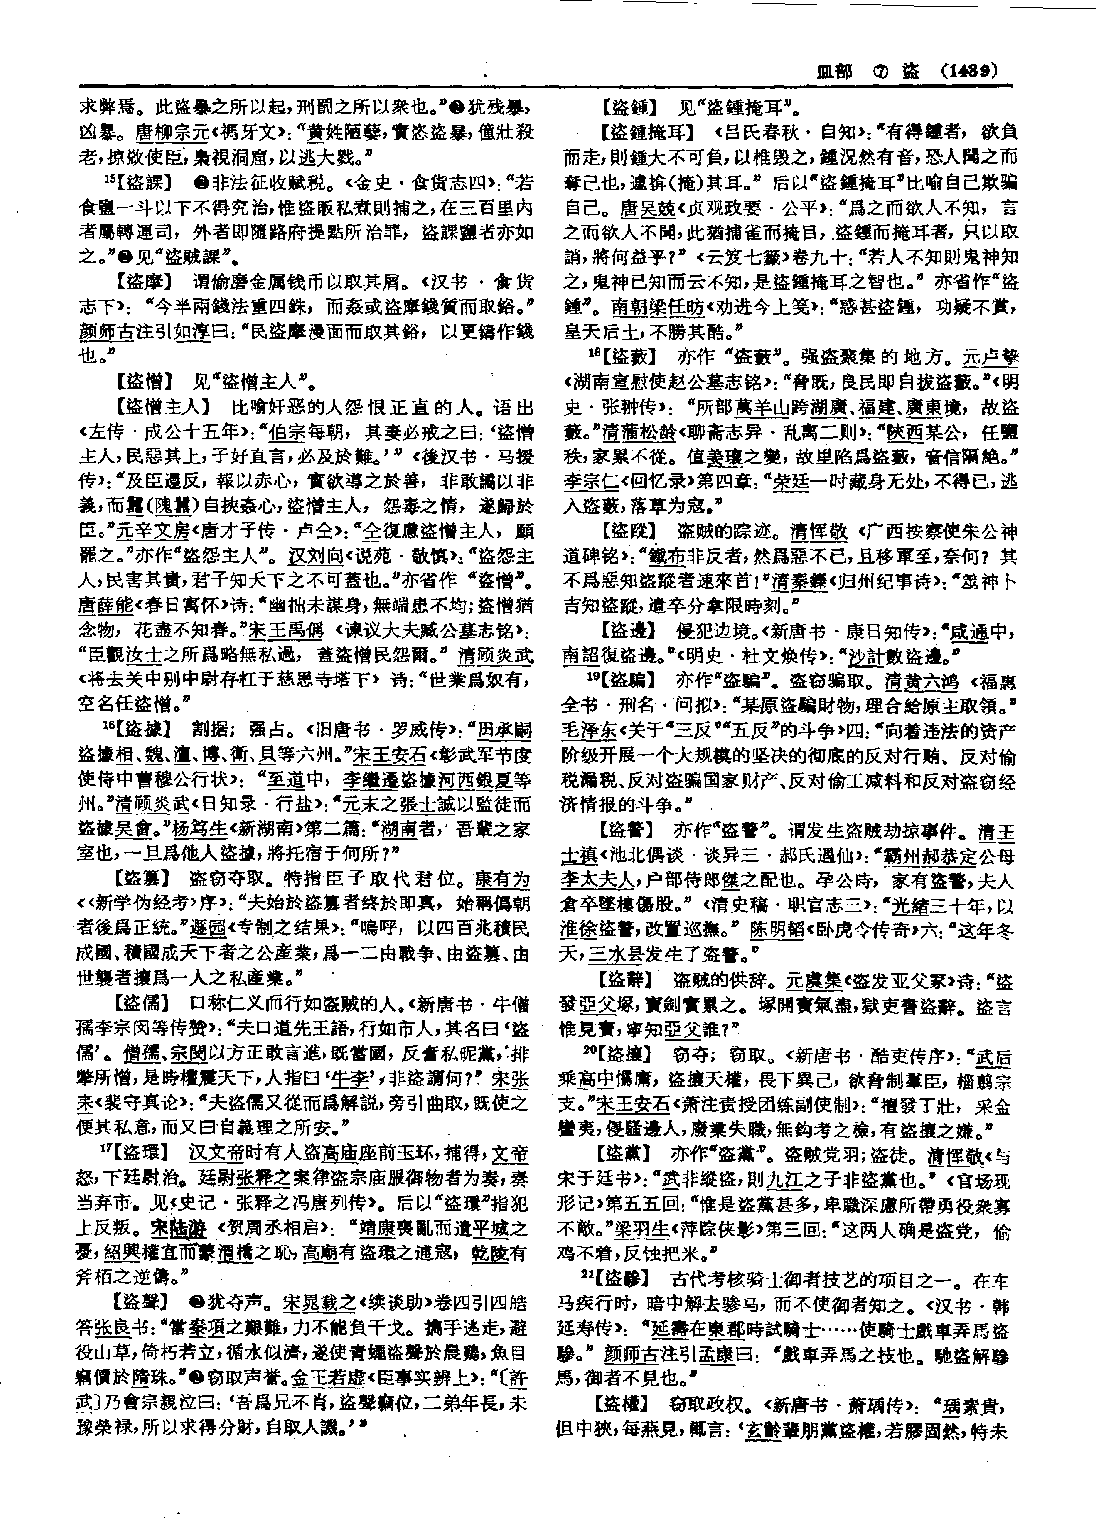 皿部 ⑦ 盗 (1439)
求弊焉。此盗暴之所以起,刑罰之所以衆也。”❷犹残暴,
凶暴。唐柳宗元《禡牙文》:“黄姓陋孽,實恣盗暴,僮壯殺
老,掠敚使臣,梟視洞窟,以逃大戮。”
15【盗課】 ❶非法征收赋税。《金史·食货志四》:“若
食鹽一斗以下不得究治,惟盗販私煮則捕之,在三百里内
者屬轉運司,外者即隨路府提點所治罪,盗課鹽者亦如
之。”❷见“盗賊課”。
【盗摩】 谓偷磨金属钱币以取其屑。《汉书·食货
志下》:“今半兩錢法重四銖,而姦或盗摩錢質而取鋊。”
颜师古注引如淳曰:“民盗摩漫面而取其鋊,以更鑄作錢
也。”
【盗憎】 见“盗憎主人”。
【盗憎主人】 比喻奸恶的人怨恨正直的人。语出
《左传·成公十五年》:“伯宗每朝,其妻必戒之曰:‘盗憎
主人,民惡其上,子好直言,必及於難。’”《後汉书·马援
传》:“及臣還反,報以赤心,實欲導之於善,非敢譎以非
義,而囂(隗囂)自挾姦心,盗憎主人,怨毒之情,遂歸於
臣。”元辛文房《唐才子传·卢仝》:“仝復慮盗憎主人,願
罷之。”亦作“盗怨主人”。汉刘向《说苑·敬慎》:“盗怨主
人,民害其貴,君子知天下之不可蓋也。”亦省作“盗憎”。
唐薛能《春日寓怀》诗:“幽拙未謀身,無端患不均;盗憎猶
念物,花盡不知春。”宋王禹偁《谏议大夫臧公墓志铭》:
“臣觀汝士之所爲略無私過,蓋盗憎民怨爾。”清顾炎武
《将去关中别中尉存杠于慈恩寺塔下》诗:“世業爲奴有,
空名任盗憎。”
16【盗據】 割据;强占。《旧唐书·罗威传》:“田承嗣
盗據相、魏、澶、博、衛、貝等六州。”宋王安石《彰武军节度
使侍中曹穆公行状》:“至道中,李繼遷盗據河西銀夏等
州。”清顾炎武《日知录·行盐》:“元末之張士誠以監徒而
盗據吴會。”杨笃生《新湖南》第二篇:“湖南者,吾輩之家
室也,一旦爲他人盗據,將托宿于何所?”
【盗篡】 盗窃夺取。特指臣子取代君位。康有为
《〈新学伪经考〉序》:“夫始於盗篡者終於即真,始稱僞朝
者後爲正统。”遯园《专制之结果》:“嗚呼,以四百兆積民
成國、積國成天下者之公産業,爲一二由戰争、由盗篡、由
世襲者攘爲一人之私産業。”
【盗儒】 口称仁义而行如盗贼的人。《新唐书·牛僧
孺李宗闵等传赞》:“夫口道先王語,行如市人,其名曰‘盗
儒’。僧孺、宗閔以方正敢言進,既當國,反奮私昵黨,排
擊所憎,是時權震天下,人指曰‘牛李’,非盗謂何?”宋张
耒《裴守真论》:“夫盗儒又從而爲解説,旁引曲取,既使之
便其私意,而又曰自義理之所安。”
17【盗環】 汉文帝时有人盗高庙座前玉环,捕得,文帝
怒,下廷尉治。廷尉张释之案律盗宗庙服御物者为奏,奏
当弃市。见《史记·张释之冯唐列传》。后以“盗環”指犯
上反叛。宋陆游《贺周丞相启》:“靖康喪亂而遺平城之
憂,紹興權宜而蒙渭橋之恥,高廟有盗環之逋寇,乾陵有
斧栢之逆儔。”
【盗聲】 ❶犹夺声。宋晁载之《续谈助》卷四引四皓
答张良书:“當秦項之艱難,力不能負干戈。攜手逃走,避
役山草,倚朽若立,循水似濟,遂使青蠅盗聲於晨鷄,魚目
竊價於隋珠。”❷窃取声誉。金王若虚《臣事实辨上》:“〔許
武〕乃會宗親泣曰:‘吾爲兄不肖,盗聲竊位,二弟年長,未
豫榮禄,所以求得分財,自取人譏。’”
【盗鍾】 见“盗鍾掩耳”。
【盗鍾掩耳】 《吕氏春秋·自知》:“有得鍾者,欲負
而走,則鍾大不可負,以椎毁之,鍾況然有音,恐人聞之而
奪己也,遽揜(掩)其耳。”后以“盗鍾掩耳”比喻自己欺骗
自己。唐吴兢《贞观政要·公平》:“爲之而欲人不知,言
之而欲人不聞,此猶捕雀而掩目,盗鍾而掩耳者,只以取
誚,將何益乎?”《云笈七籤》卷九十:“若人不知則鬼神知
之,鬼神已知而云不知,是盗鍾掩耳之智也。”亦省作“盗
鍾”。南朝梁任昉《劝进今上笺》:“惑甚盗鍾,功疑不賞,
皇天后土,不勝其酷。”
18【盗藪】 亦作“盗薮”。强盗聚集的地方。元卢挚
《湖南宣慰使赵公墓志铭》:“脅既,良民即自拔盗藪。”《明
史·张翀传》:“所部萬羊山跨湖廣、福建、廣東境,故盗
藪。”清蒲松龄《聊斋志异·乱离二则》:“陝西某公,任鹽
秩,家累不從。值姜瓖之變,故里陷爲盗藪,音信隔絶。”
李宗仁《回忆录》第四章:“荣廷一时藏身无处,不得已,逃
入盗薮,落草为寇。”
【盗蹤】 盗贼的踪迹。清恽敬《广西按察使朱公神
道碑铭》:“鐵布非反者,然爲惡不已,且移軍至,奈何?其
不爲惡知盗蹤者速來首!”清秦鑅《归州纪事诗》:“忽神卜
吉知盗蹤,遣卒分拿限時刻。”
【盗邊】 侵犯边境。《新唐书·康日知传》:“咸通中,
南詔復盗邊。”《明史·杜文焕传》:“沙計數盗邊。”
19【盗騙】 亦作“盗骗”。盗窃骗取。清黄六鸿《福惠
全书·刑名·问拟》:“某原盗騙財物,理合給原主取領。”
毛泽东《关于“三反”“五反”的斗争》四:“向着违法的资产
阶级开展一个大规模的坚决的彻底的反对行贿、反对偷
税漏税、反对盗骗国家财产、反对偷工减料和反对盗窃经
济情报的斗争。”
【盗警】 亦作“盗儆”。谓发生盗贼劫掠事件。清王
士禛《池北偶谈·谈异三·郝氏遇仙》:“霸州郝恭定公母
李太夫人,户部侍郎傑之配也。孕公時,家有盗警,夫人
倉卒墜樓傷股。”《清史稿·职官志三》:“光緒三十年,以
淮徐盗警,改置巡撫。”陈明韬《卧虎令传奇》六:“这年冬
天,三水县发生了盗警。”
【盗辭】 盗贼的供辞。元虞集《盗发亚父冢》诗:“盗
發亞父塚,寶劍實累之。塚開寶氣盡,獄吏書盗辭。盗言
惟見寶,寧知亞父誰?”
20【盗攘】 窃夺;窃取。《新唐书·酷吏传序》:“武后
乘高中懦庸,盗攘天權,畏下異己,欲脅制羣臣,榴翦宗
支。”宋王安石《萧注责授团练副使制》:“擅發丁壯,采金
蠻夷,侵騷邊人,廢業失職,無鈎考之檢,有盗攘之嫌。”
【盗黨】 亦作“盗党”。盗贼党羽;盗徒。清恽敬《与
宋于廷书》:“武非縱盗,則九江之子非盗黨也。”《官场现
形记》第五五回:“惟是盗黨甚多,卑職深慮所帶勇役衆寡
不敵。”梁羽生《萍踪侠影》第三回:“这两人确是盗党,偷
鸡不着,反蚀把米。”
21【盗驂】 古代考核骑士御者技艺的项目之一。在车
马疾行时,暗中解去骖马,而不使御者知之。《汉书·韩
延寿传》:“延壽在東郡時試騎士……使騎士戲車弄馬盗
驂。”颜师古注引孟康曰:“戲車弄馬之技也。馳盗解驂
馬,御者不見也。”
【盗權】 窃取政权。《新唐书·萧瑀传》:“瑀素貴,
但中狹,每燕見,輒言:‘玄齡輩朋黨盗權,若膠固然,特未